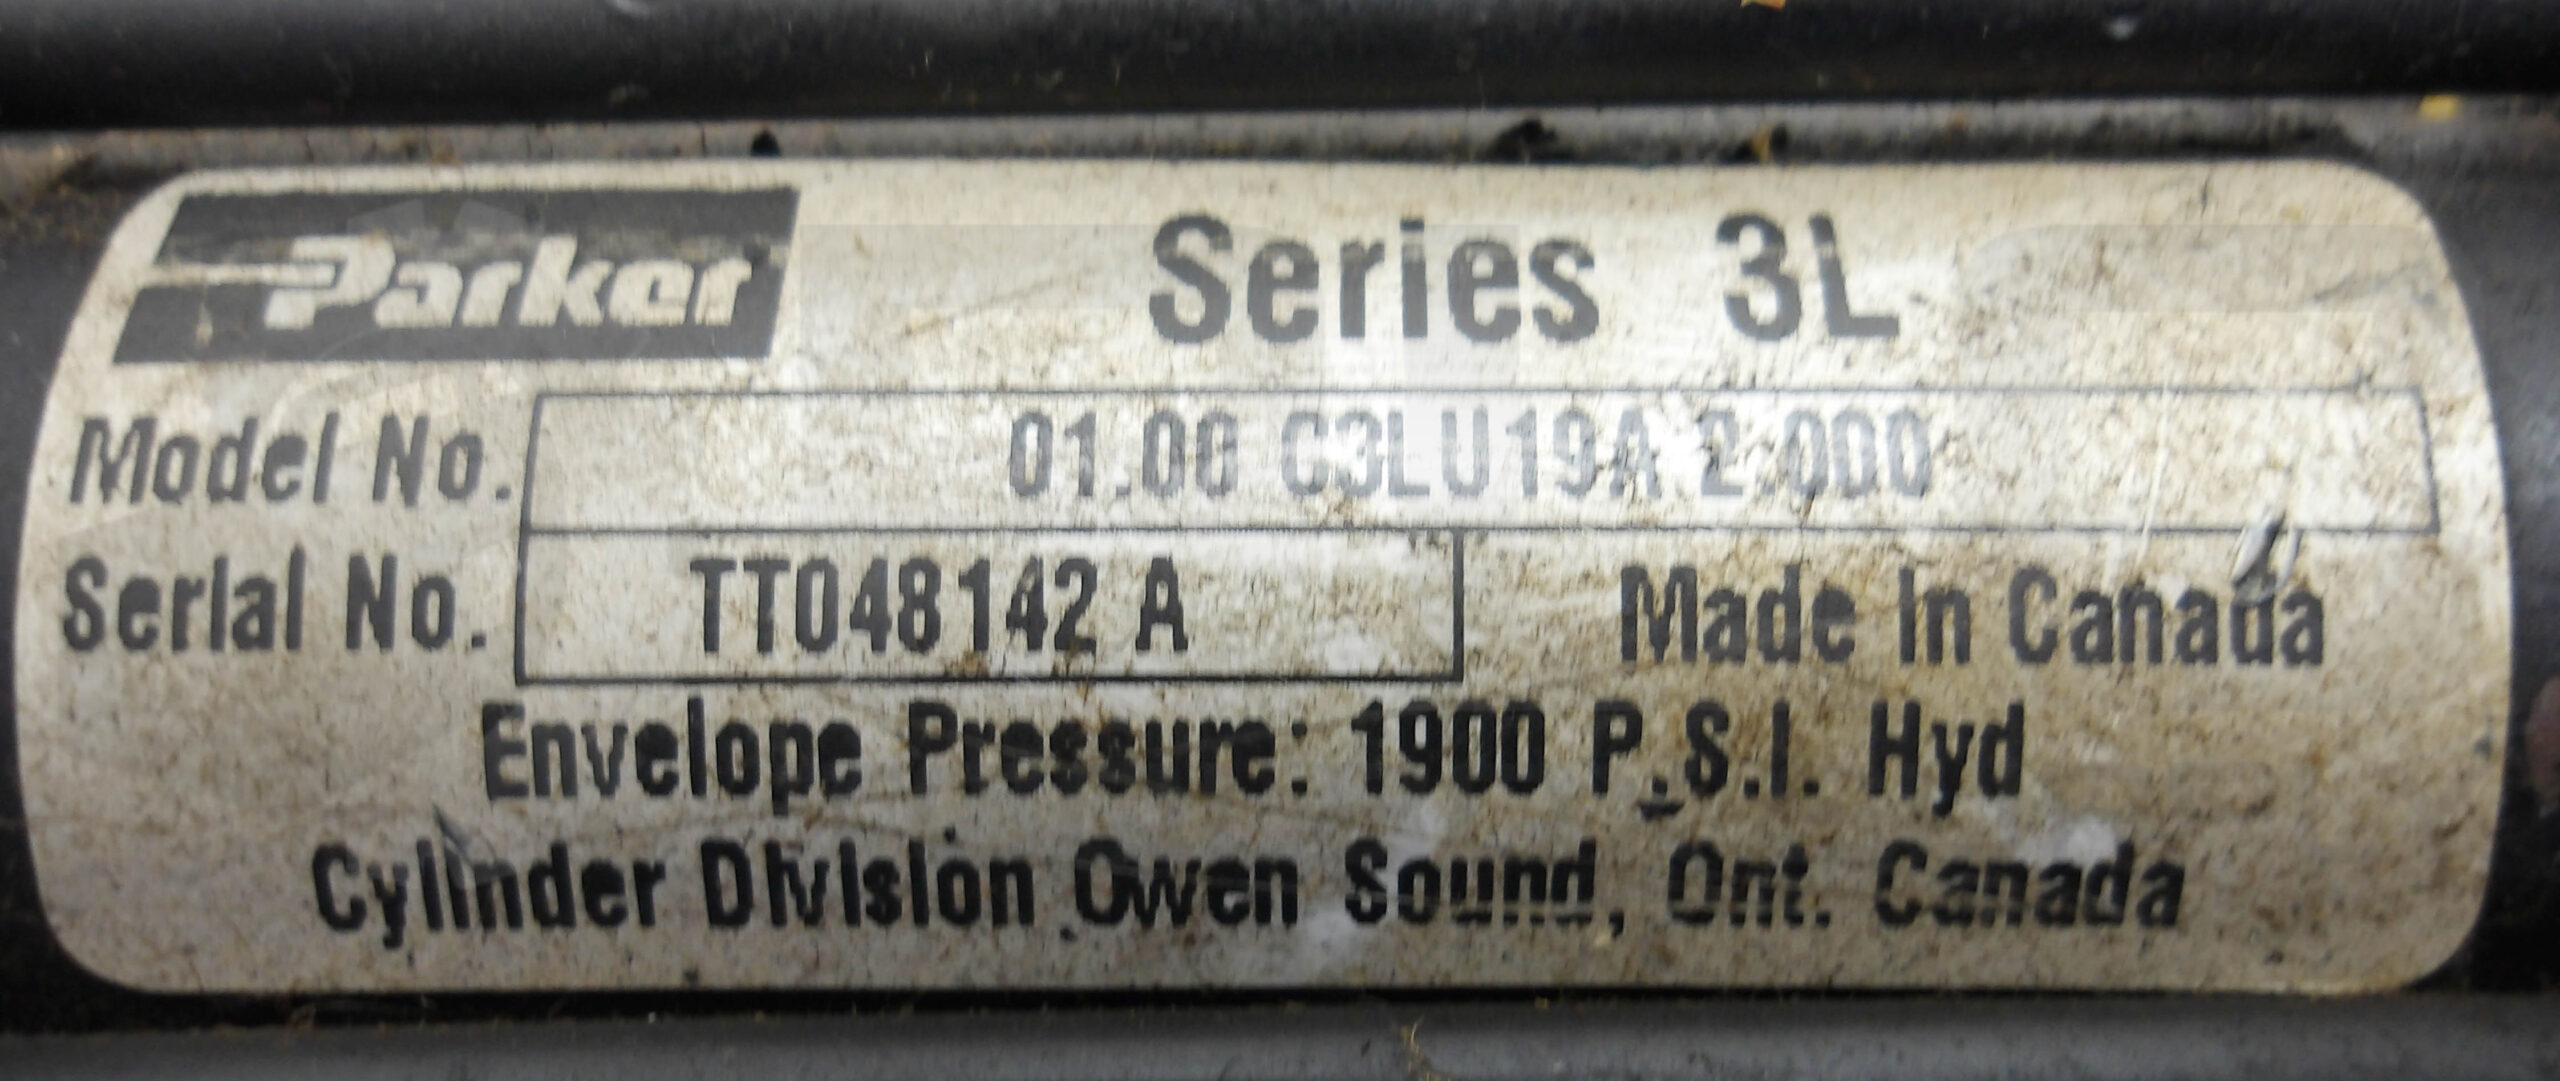 Parker
Series 3L
Model No. 01.00 C3LU19A 2.000
Serial No. TT048142 A
Made In Canada
Envelope Pressure: 1900 P.S.I. Hyd
Cylinder Division Owen Sound, Ont. Canada